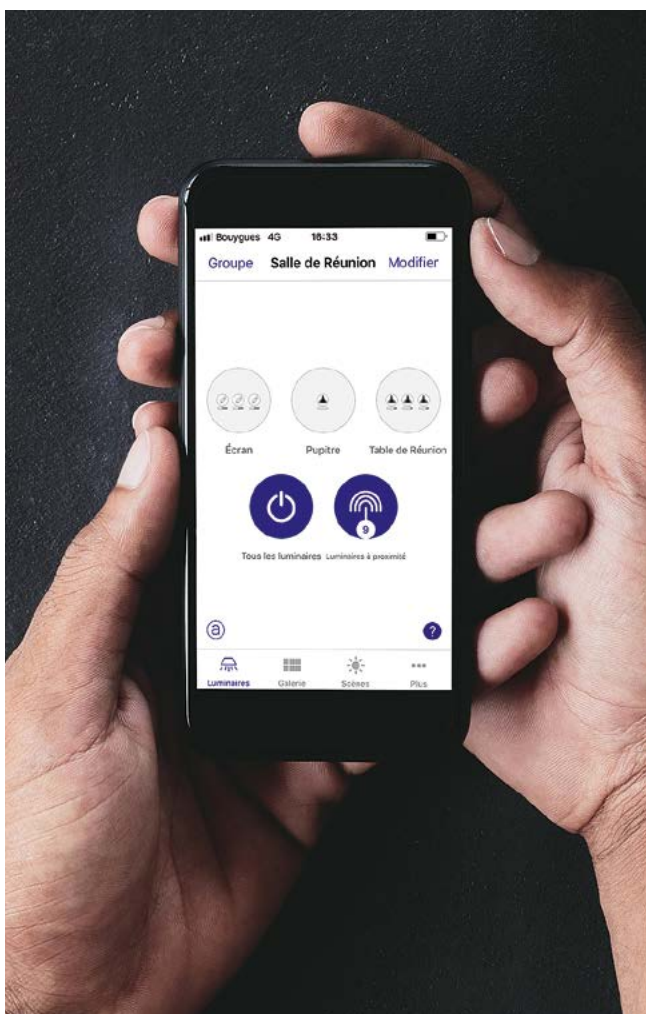 Bouygues 4G 16:33
Groupe Salle de Réunion Modifier
Écran Pupitre Table de Réunion
9
Tous les luminaires Luminaires à proximité
a ?
Luminaires Galerie Scènes Plus